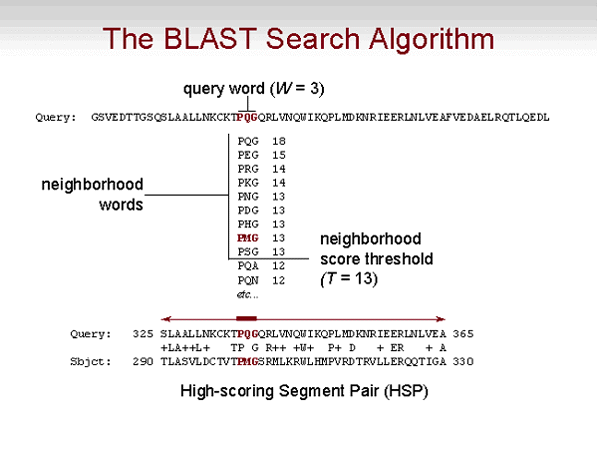 The BLAST Search Algorithm
query word (W = 3)
Query: GSVEDTTGSQSLAALLNKCKTPQGQRLVNQWIKQPLMDKNRIEERLNLVEAFVEDAELRQTLQEDL
PQG 18
PEG 15
PRG 14
PKG 14
PNG 13
PDG 13
PHG 13
PMG 13
PSG 13
PQA 12
PQN 12
etc...
neighborhood
words
neighborhood
score threshold
(T = 13)
Query: 325 SLAALLNKCKTPQGQRLVNQWIKQPLMDKNRIEERLNLVEA 365
+LA++L+ TP G R++ +W+ P+ D + ER + A
Sbjct: 290 TLASVLDCTVTPMGSRMLKRWLHMPVRDTRVLLERQQTIGA 330
High-scoring Segment Pair (HSP)